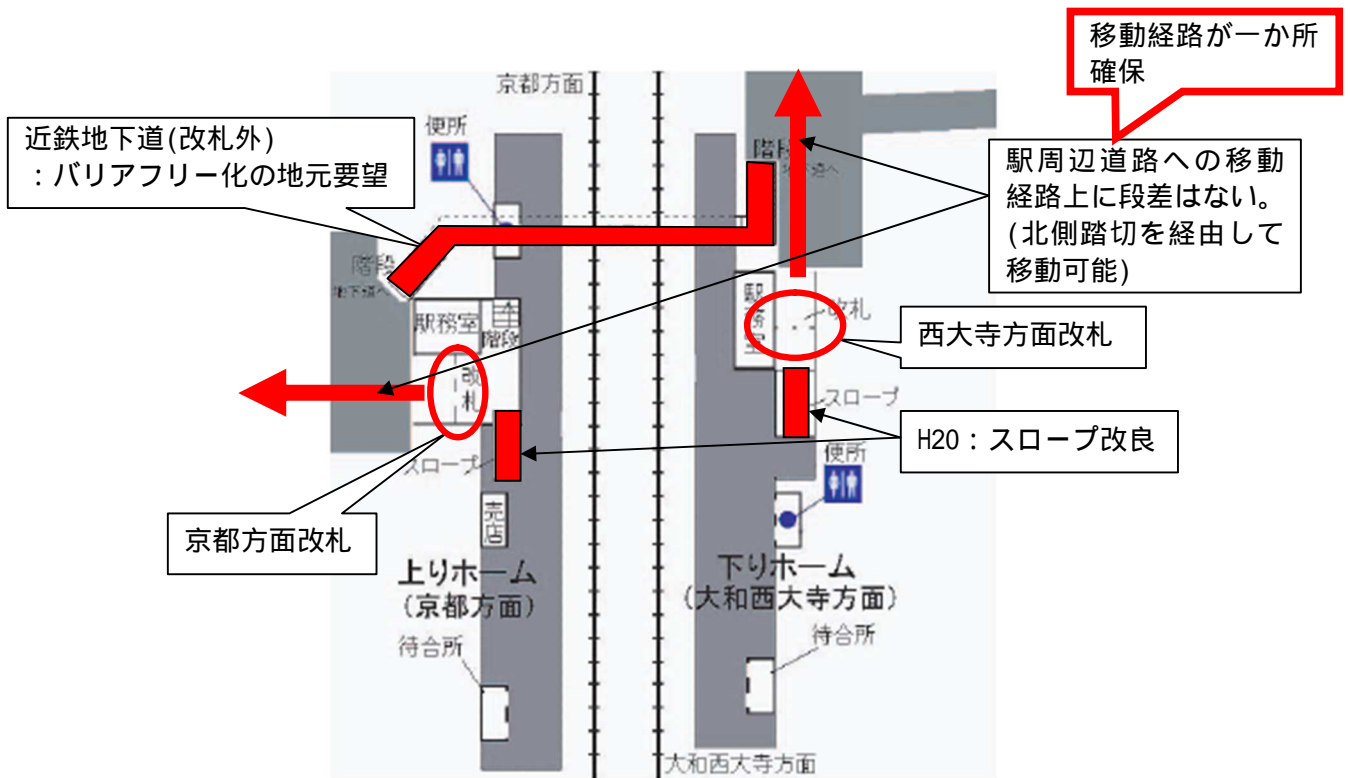 移動経路が一か所
確保
京都方面
近鉄地下道(改札外)
：バリアフリー化の地元要望
便所
階段
駅周辺道路への移動
経路上に段差はない。
(北側踏切を経由して
移動可能)
階段
地下道へ
駅務室
階段
改札
駅務室
改札
西大寺方面改札
スロープ
スロープ
H20：スロープ改良
便所
売店
京都方面改札
上りホーム
(京都方面)
下りホーム
(大和西大寺方面)
待合所
待合所
大和西大寺方面